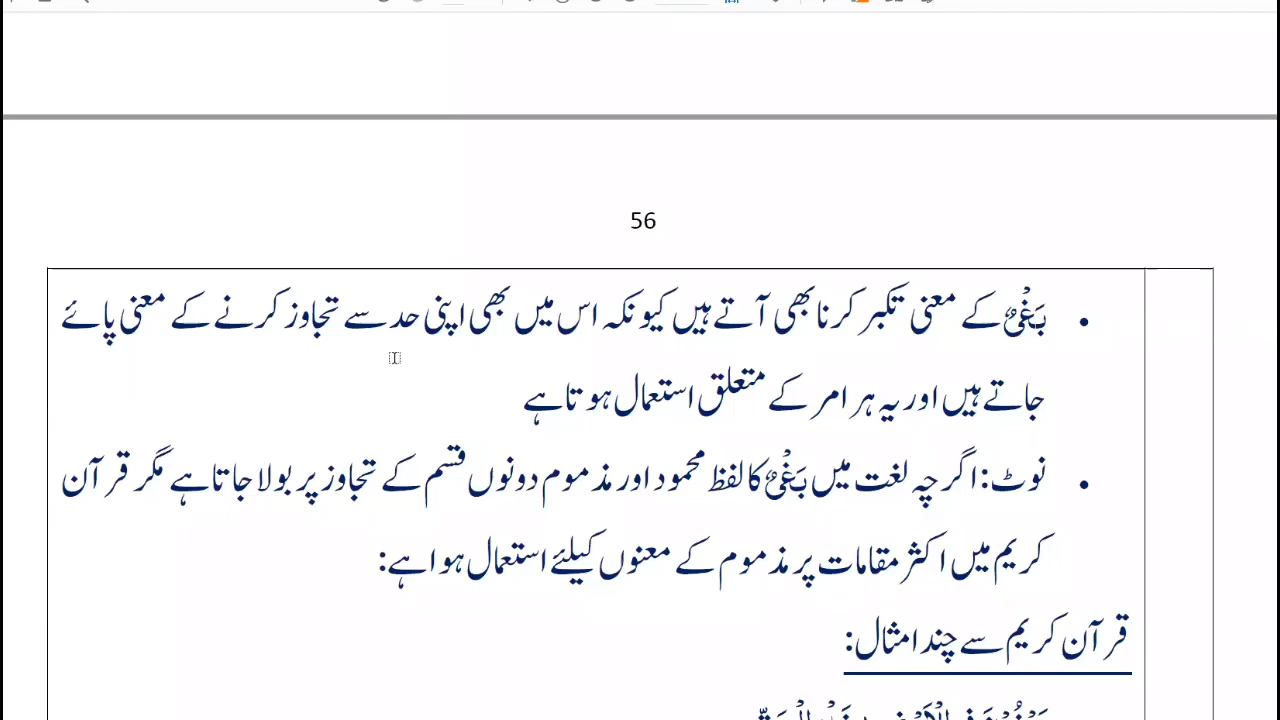 56
بَغْیٌ کے معنی تکبر کرنا بھی آتے ہیں کیونکہ اس میں بھی اپنی حد سے تجاوز کرنے کے معنی پائے
جاتے ہیں اور یہ ہر امر کے متعلق استعمال ہوتا ہے
نوٹ: اگرچہ لغت میں بَغْیٌ کا لفظ محمود اور مذموم دونوں قسم کے تجاوز پر بولا جاتا ہے مگر قرآن
کریم میں اکثر مقامات پر مذموم کے معنوں کیلئے استعمال ہوا ہے:
قرآن کریم سے چند امثال: